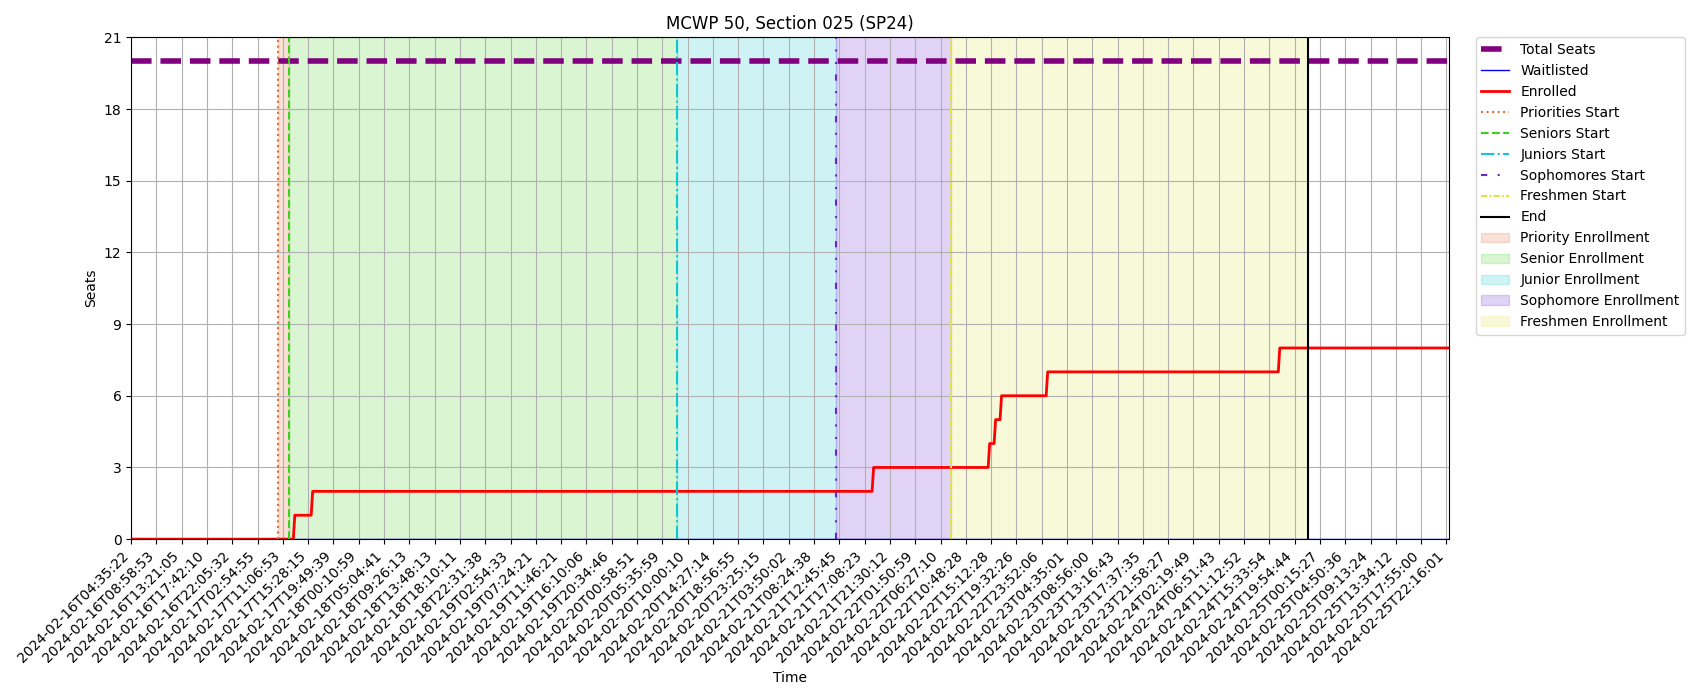 MCWP 50, Section 025 (SP24)
Seats
21
18
15
12
9
6
3
0
2024-02-16T04:35:22
2024-02-16T08:58:53
2024-02-16T13:21:05
2024-02-16T17:42:10
2024-02-16T22:05:32
2024-02-17T02:54:55
2024-02-17T11:06:53
2024-02-17T15:28:15
2024-02-17T19:49:39
2024-02-18T00:10:59
2024-02-18T05:04:41
2024-02-18T09:26:13
2024-02-18T13:48:13
2024-02-18T18:10:11
2024-02-18T22:31:38
2024-02-19T02:54:33
2024-02-19T07:24:21
2024-02-19T11:46:21
2024-02-19T16:10:06
2024-02-19T20:34:46
2024-02-20T00:58:51
2024-02-20T05:35:59
2024-02-20T10:00:10
2024-02-20T14:27:14
2024-02-20T18:56:55
2024-02-20T23:25:15
2024-02-21T03:50:02
2024-02-21T08:24:38
2024-02-21T12:45:45
2024-02-21T17:08:23
2024-02-21T21:30:12
2024-02-22T01:50:59
2024-02-22T06:27:10
2024-02-22T10:48:28
2024-02-22T15:12:28
2024-02-22T19:32:26
2024-02-22T23:52:06
2024-02-23T04:35:01
2024-02-23T08:56:00
2024-02-23T13:16:43
2024-02-23T17:37:35
2024-02-23T21:58:27
2024-02-24T02:19:49
2024-02-24T06:51:43
2024-02-24T11:12:52
2024-02-24T15:33:54
2024-02-24T19:54:44
2024-02-25T00:15:27
2024-02-25T04:50:36
2024-02-25T09:13:24
2024-02-25T13:34:12
2024-02-25T17:55:00
2024-02-25T22:16:01
Time
Total Seats
Waitlisted
Enrolled
Priorities Start
Seniors Start
Juniors Start
Sophomores Start
Freshmen Start
End
Priority Enrollment
Senior Enrollment
Junior Enrollment
Sophomore Enrollment
Freshmen Enrollment